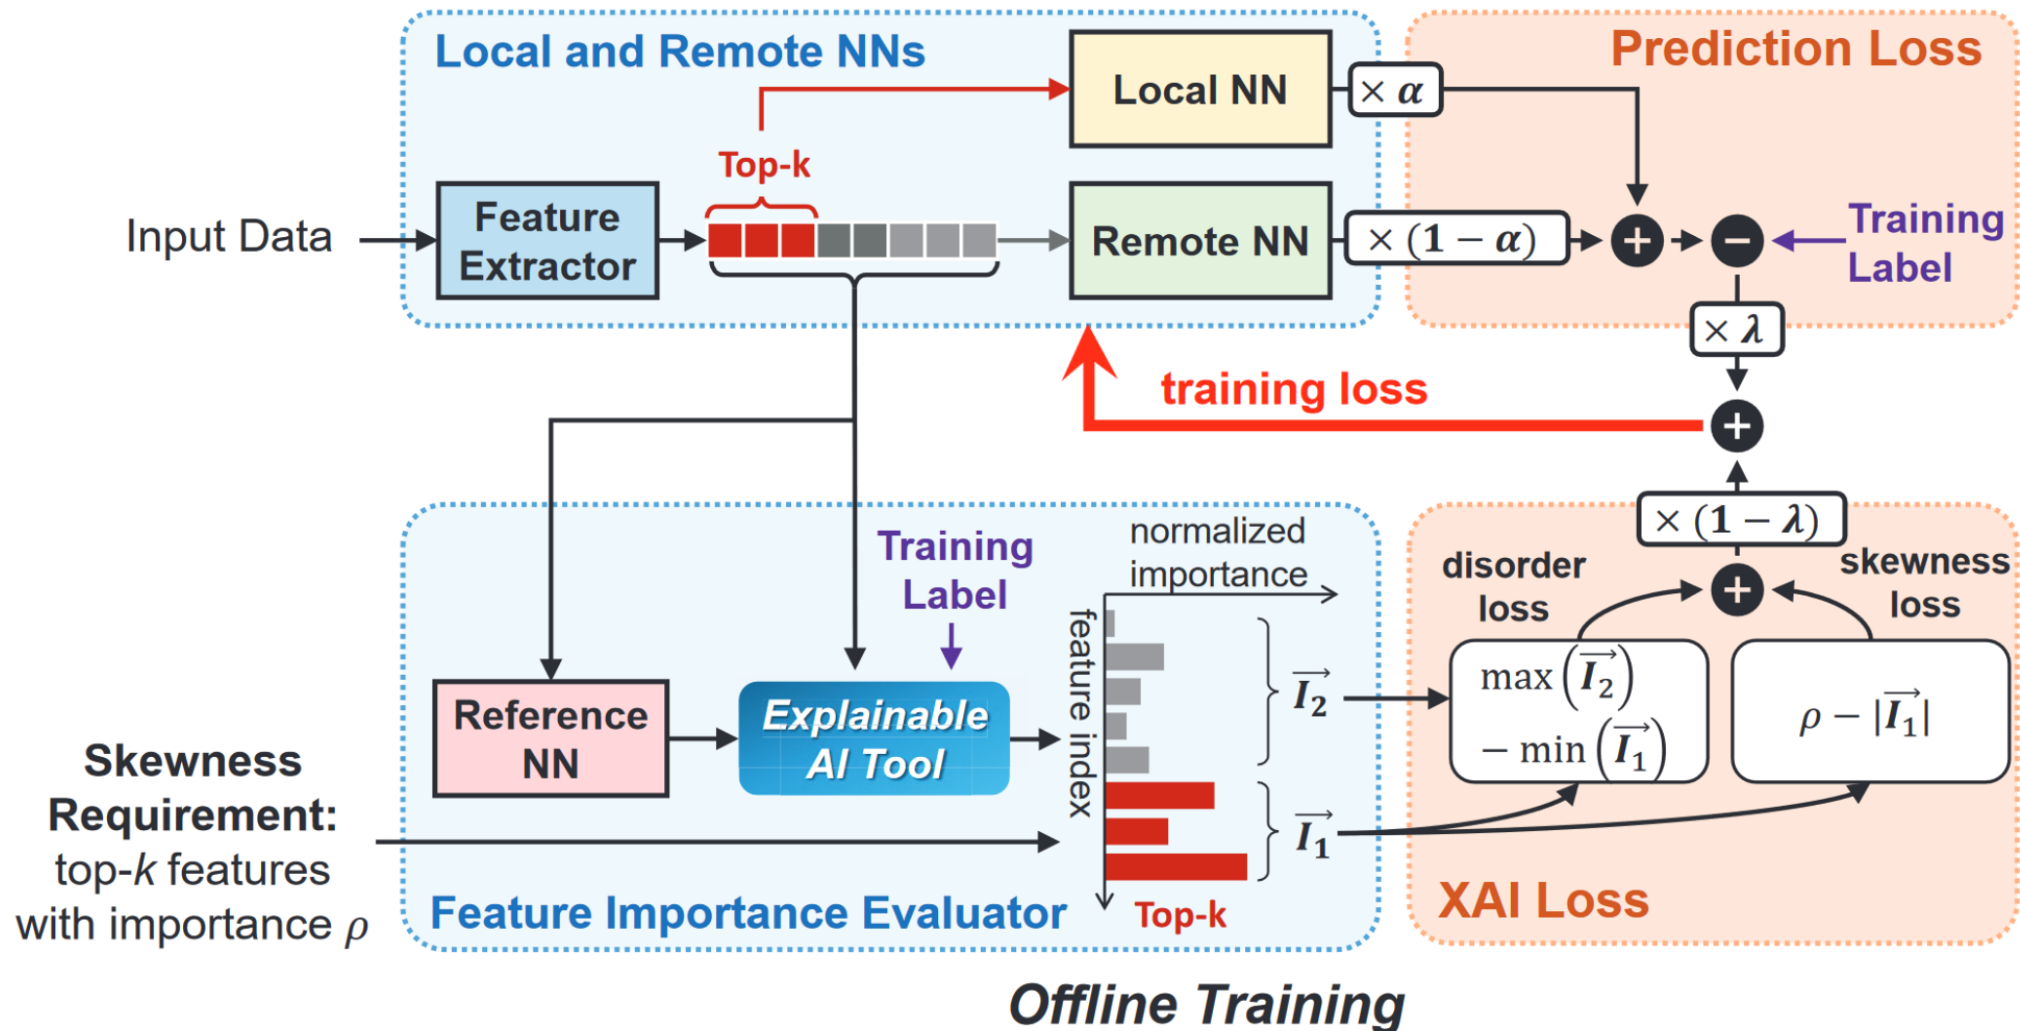 Local and Remote NNs
Prediction Loss
Local NN
× α
Top-k
Input Data
Feature
Extractor
Remote NN
× (1 − α)
+
−
Training
Label
× λ
training loss
+
× (1 − λ)
Training
Label
normalized
importance
feature index
disorder
loss
+
skewness
loss
Reference
NN
Explainable
AI Tool
I₂
I₁
max (I₂)
− min (I₁)
ρ − |I₁|
Skewness
Requirement:
top-k features
with importance ρ
Feature Importance Evaluator
Top-k
XAI Loss
Offline Training